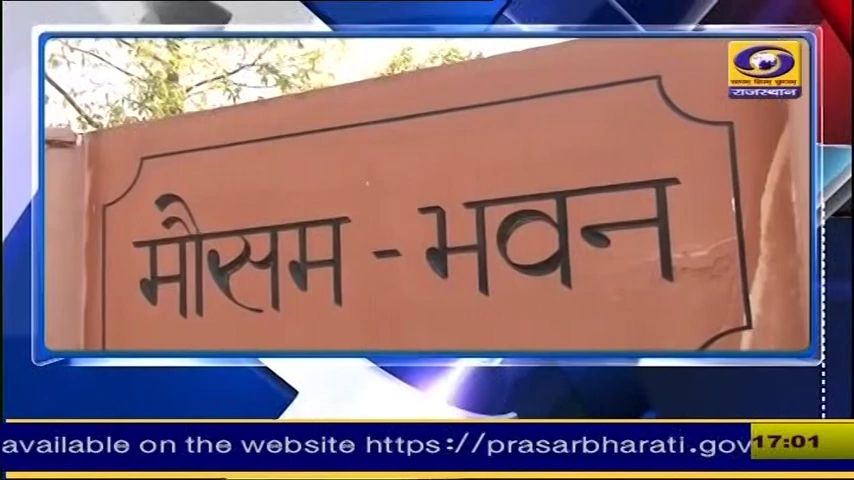 राजस्थान
मौसम - भवन
available on the website https://prasarbharati.gov
17:01